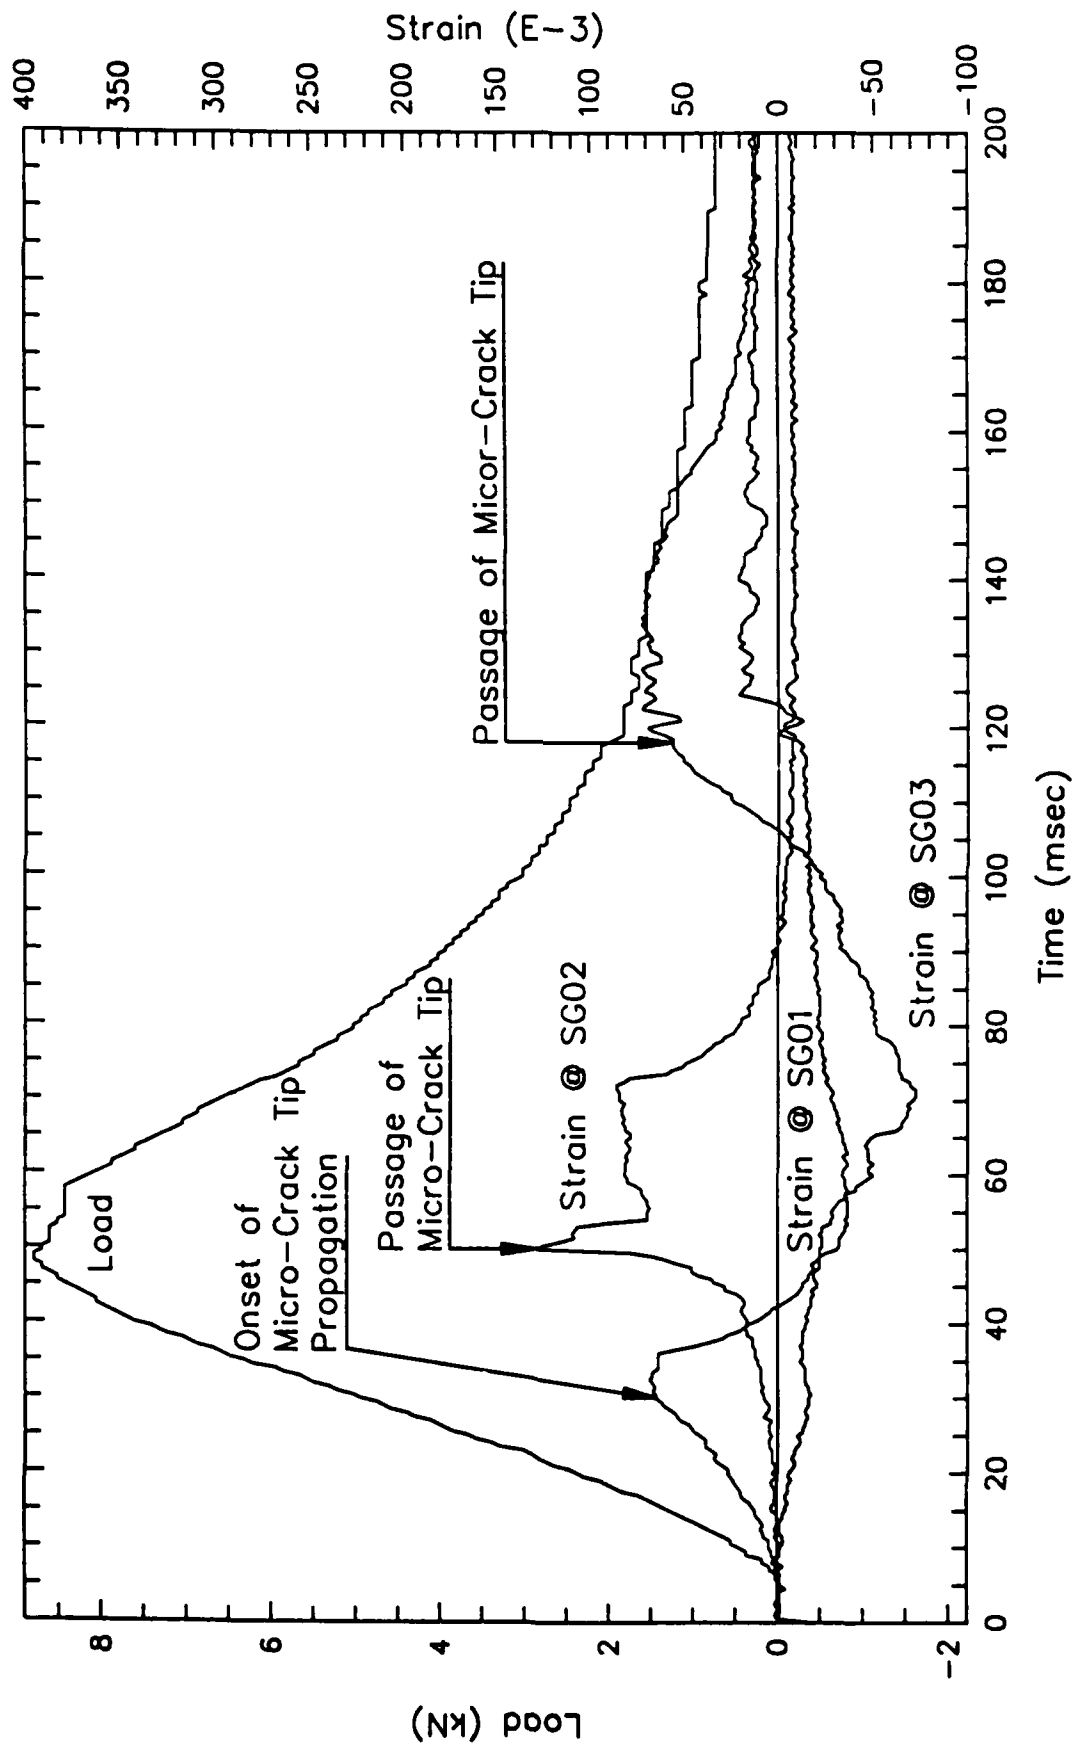 Strain (E-3)
400
350
300
250
200
150
100
50
0
-50
-100
Load (kN)
8
6
4
2
0
-2
Load
Onset of
Micro-Crack Tip
Propagation
Passage of
Micro-Crack Tip
Strain @ SG02
Passage of Micor-Crack Tip
Strain @ SG01
Strain @ SG03
0
20
40
60
80
100
120
140
160
180
200
Time (msec)